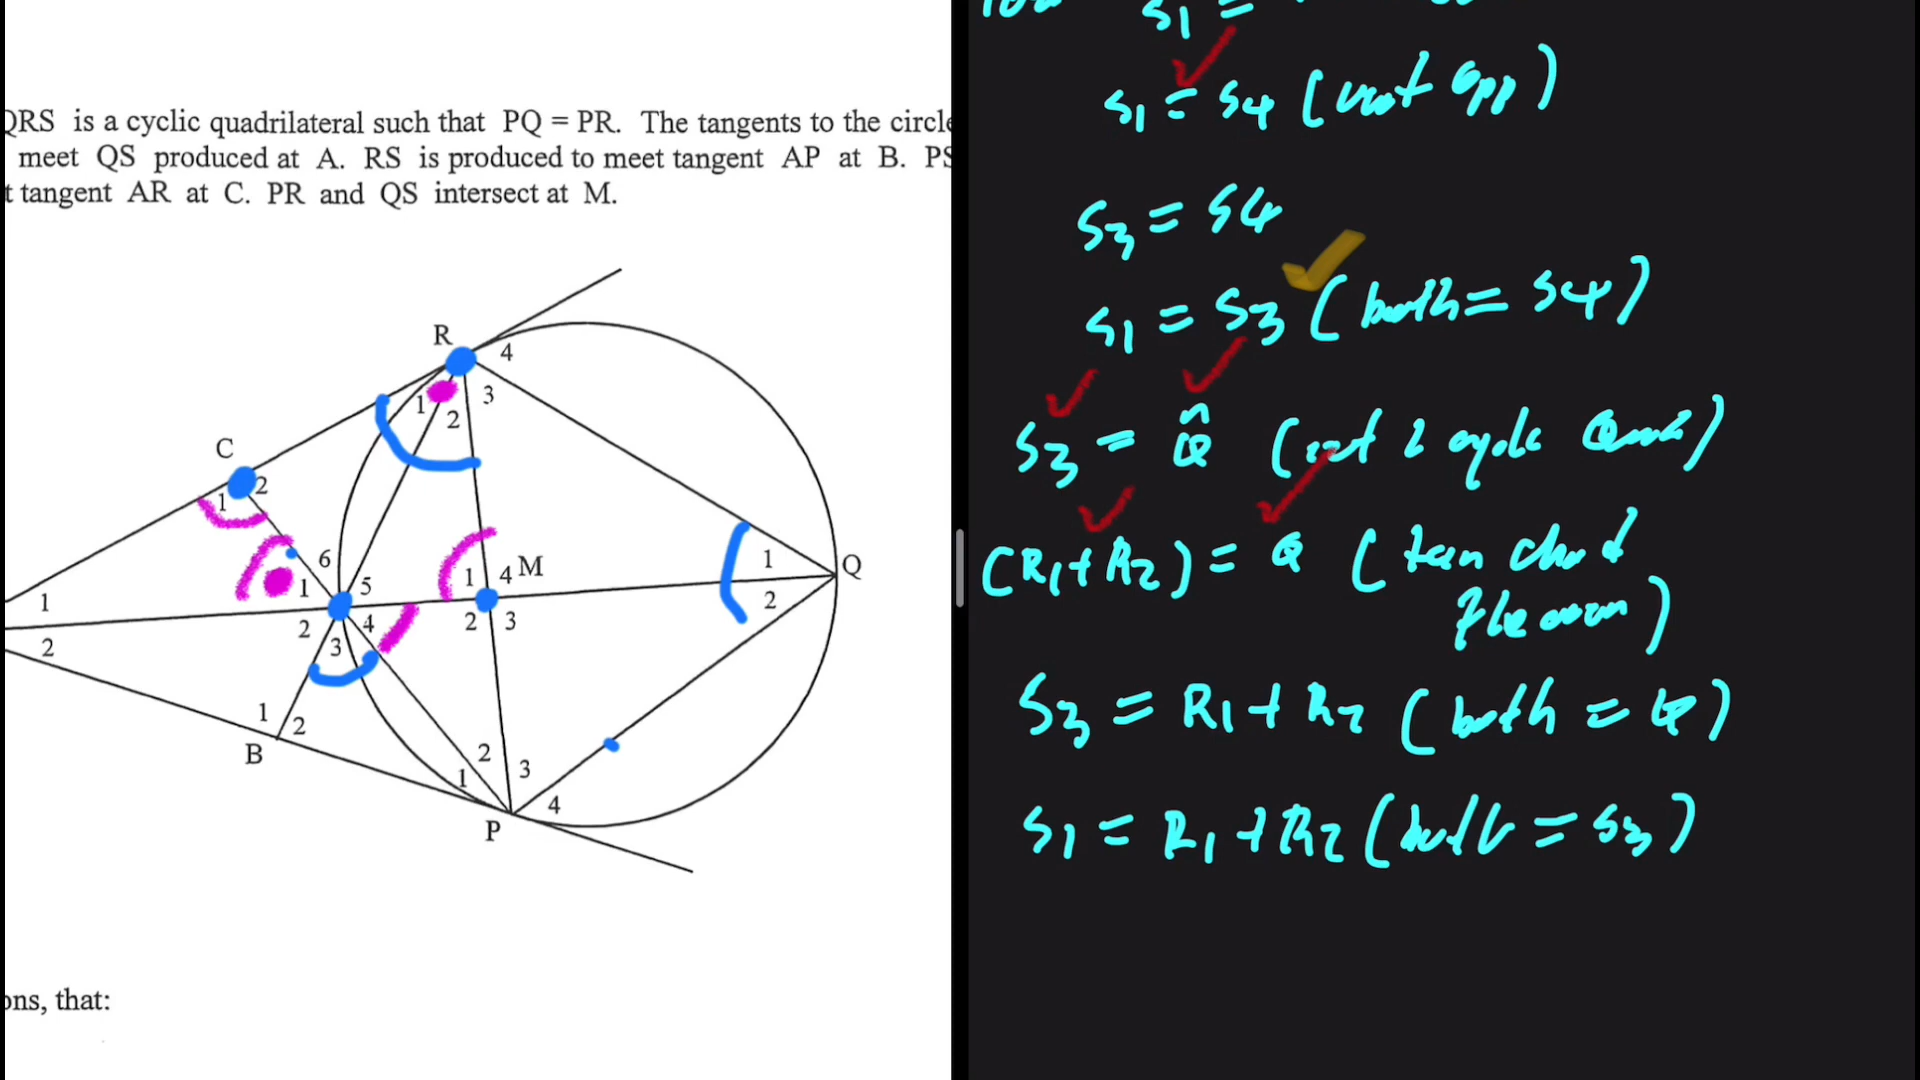 QRS is a cyclic quadrilateral such that PQ = PR. The tangents to the circle
meet QS produced at A. RS is produced to meet tangent AP at B. PS
t tangent AR at C. PR and QS intersect at M.
R
4
3
1
2
C
2
1
6
5
1
1
4
M
1
Q
1
2
2
4
2
3
2
3
1
2
B
2
3
1
4
P
ons, that:
S1 =
S1 = S4 (vert opp)
S3 = S4
S1 = S3 (both = S4)
S3 = Q̂ (ext ∠ cyclic Quad)
(R1 + R2) = Q (tan chord
theorem)
S3 = R1 + R2 (both = Q)
S1 = R1 + R2 (both = S3)